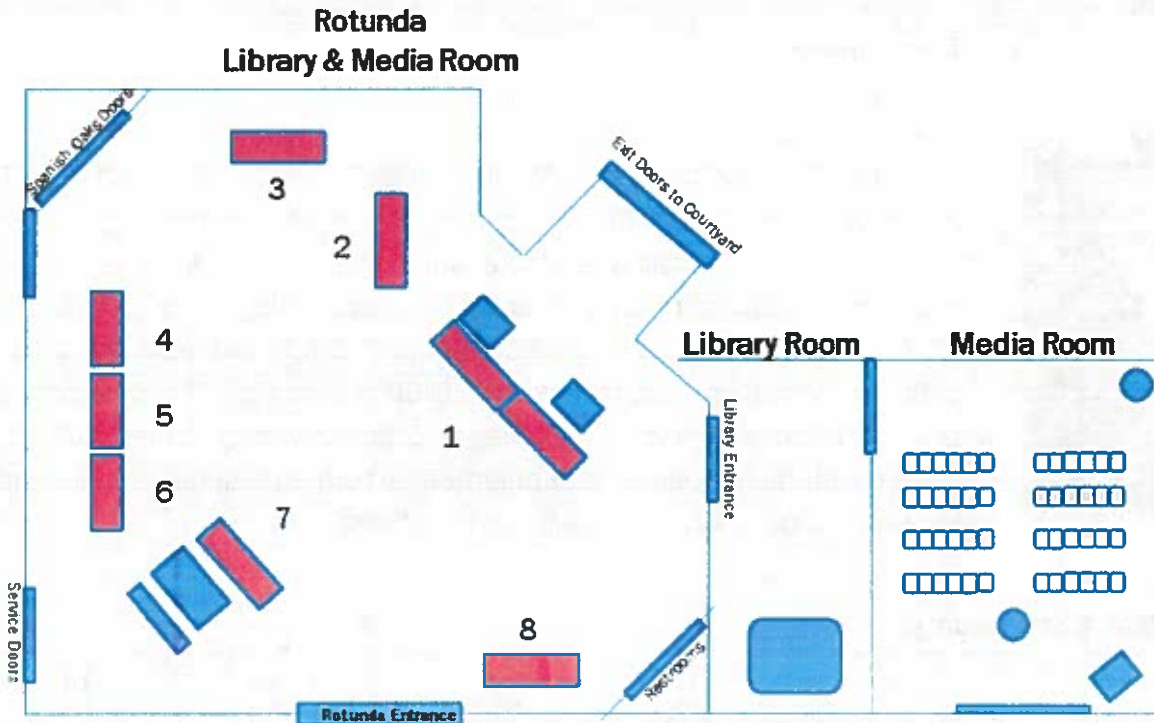 Rotunda
Library & Media Room
Spanish Oaks Doors
Exit Doors to Courtyard
3
2
4
Library Room
Media Room
5
1
Library Entrance
6
7
Service Doors
8
Restrooms
Rotunda Entrance